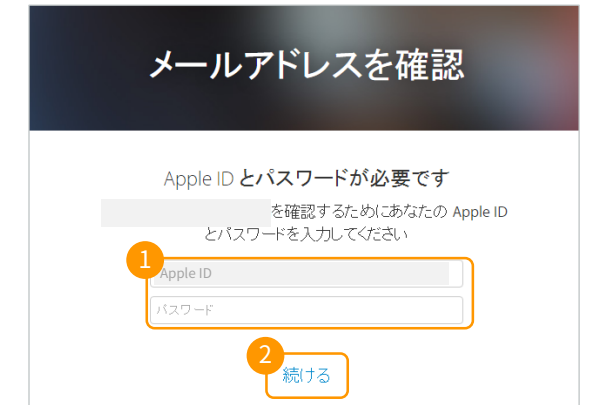 メールアドレスを確認
Apple ID とパスワードが必要です
を確認するためにあなたの Apple ID
とパスワードを入力してください
1
Apple ID
パスワード
2
続ける